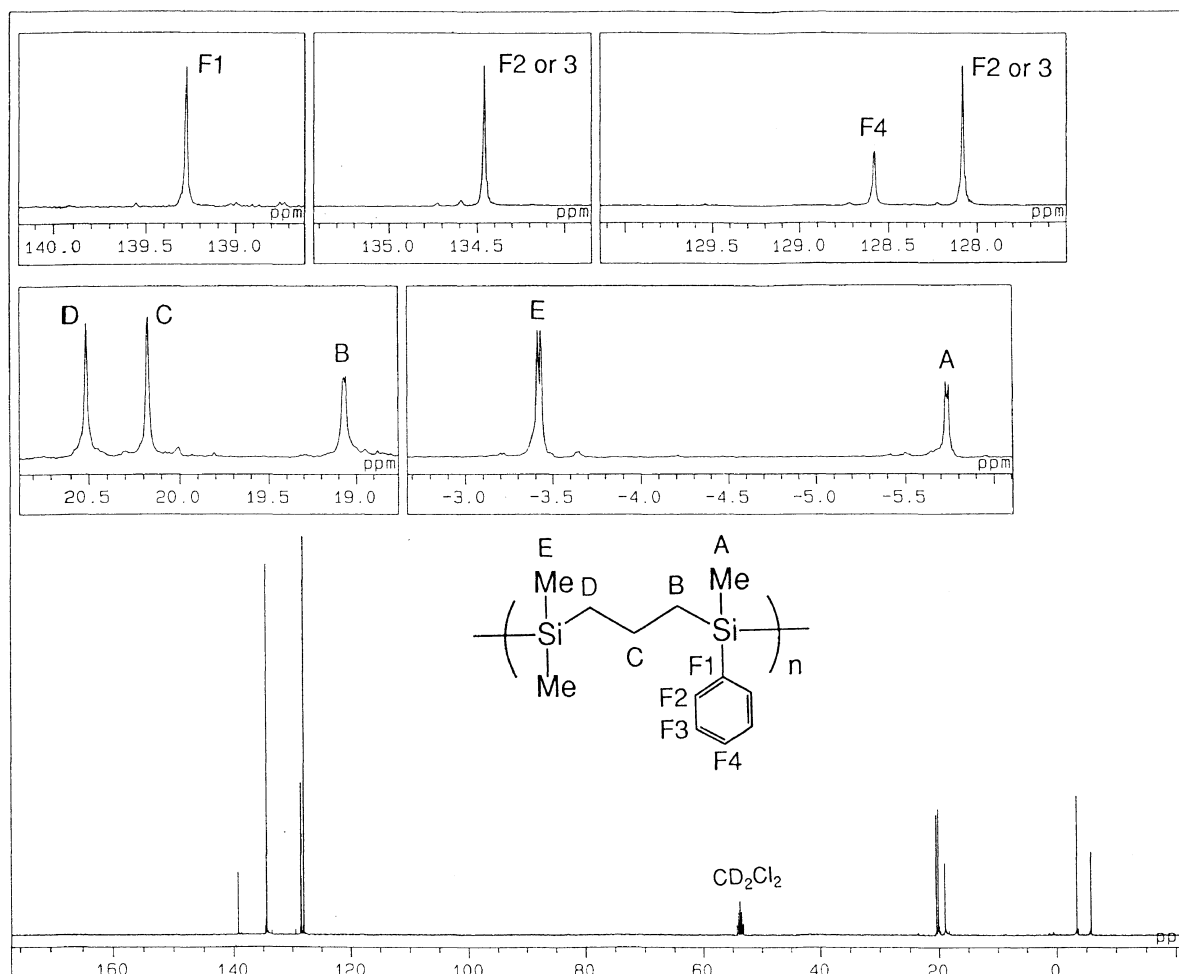 F1
F2 or 3
F4
F2 or 3
ppm
ppm
ppm
140.0 139.5 139.0
135.0 134.5
129.5 129.0 128.5 128.0
D
C
B
E
A
ppm
ppm
20.5 20.0 19.5 19.0
-3.0 -3.5 -4.0 -4.5 -5.0 -5.5
E
A
Me
D
B
Me
Si
Si
C
n
Me
F1
F2
F3
F4
CD2Cl2
160 140 120 100 80 60 40 20 0